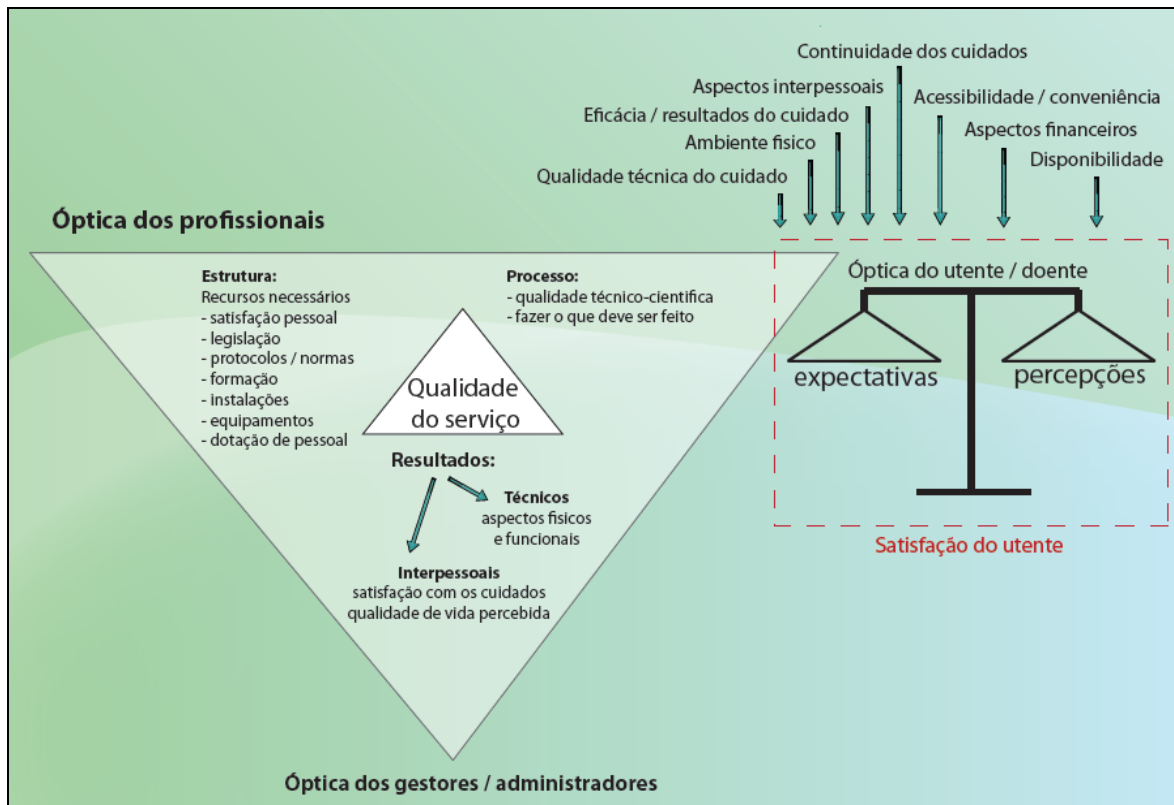 Continuidade dos cuidados
Aspectos interpessoais
Acessibilidade / conveniência
Eficácia / resultados do cuidado
Aspectos financeiros
Ambiente fisico
Disponibilidade
Qualidade técnica do cuidado
Óptica dos profissionais
Estrutura:
Recursos necessários
- satisfação pessoal
- legislação
- protocolos / normas
- formação
- instalações
- equipamentos
- dotação de pessoal
Processo:
- qualidade técnico-cientifica
- fazer o que deve ser feito
Qualidade
do serviço
Resultados:
Técnicos
aspectos fisicos
e funcionais
Interpessoais
satisfação com os cuidados
qualidade de vida percebida
Óptica dos gestores / administradores
Óptica do utente / doente
expectativas
percepções
Satisfação do utente